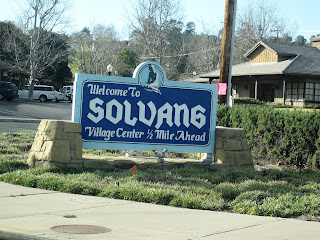 Welcome To
SOLVANG
Village Center ½ Mile Ahead